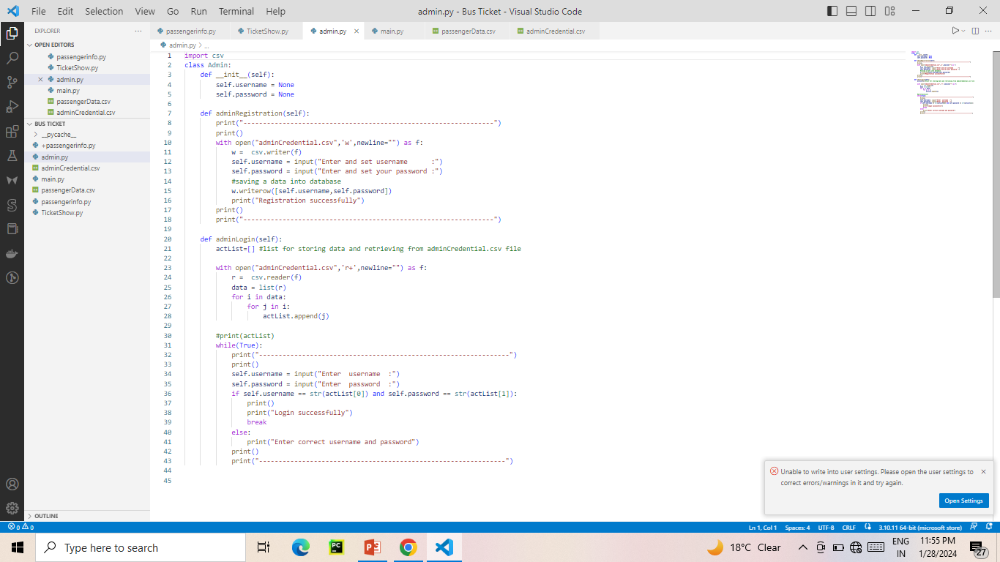 File Edit Selection View Go Run Terminal Help
admin.py - Bus Ticket - Visual Studio Code
EXPLORER
OPEN EDITORS
passengerinfo.py
TicketShow.py
admin.py
main.py
passengerData.csv
adminCredential.csv
BUS TICKET
__pycache__
+passengerinfo.py
admin.py
adminCredential.csv
main.py
passengerData.csv
passengerinfo.py
TicketShow.py
OUTLINE
passengerinfo.py TicketShow.py admin.py main.py passengerData.csv adminCredential.csv
admin.py > ...
1 import csv
2 class Admin:
3     def __init__(self):
4         self.username = None
5         self.password = None
6
7     def adminRegistration(self):
8         print("----------------------------------------------------------------")
9         print()
10         with open("adminCredential.csv",'w',newline="") as f:
11             w =  csv.writer(f)
12             self.username = input("Enter and set username      :")
13             self.password = input("Enter and set your password :")
14             #saving a data into database
15             w.writerow([self.username,self.password])
16             print("Registration successfully")
17         print()
18         print("----------------------------------------------------------------")
19
20     def adminLogin(self):
21         actList=[] #list for storing data and retrieving from adminCredential.csv file
22
23         with open("adminCredential.csv",'r+',newline="") as f:
24             r =  csv.reader(f)
25             data = list(r)
26             for i in data:
27                 for j in i:
28                     actList.append(j)
29
30         #print(actList)
31         while(True):
32             print("----------------------------------------------------------------")
33             print()
34             self.username = input("Enter  username  :")
35             self.password = input("Enter  password  :")
36             if self.username == str(actList[0]) and self.password == str(actList[1]):
37                 print()
38                 print("Login successfully")
39                 break
40             else:
41                 print("Enter correct username and password")
42             print()
43             print("---------------------------------------------------------------")
44
45
Unable to write into user settings. Please open the user settings to
correct errors/warnings in it and try again.
Open Settings
0 0
Ln 1, Col 1 Spaces: 4 UTF-8 CRLF 3.10.11 64-bit (microsoft store)
Type here to search
18°C Clear
ENG
IN
11:55 PM
1/28/2024
27